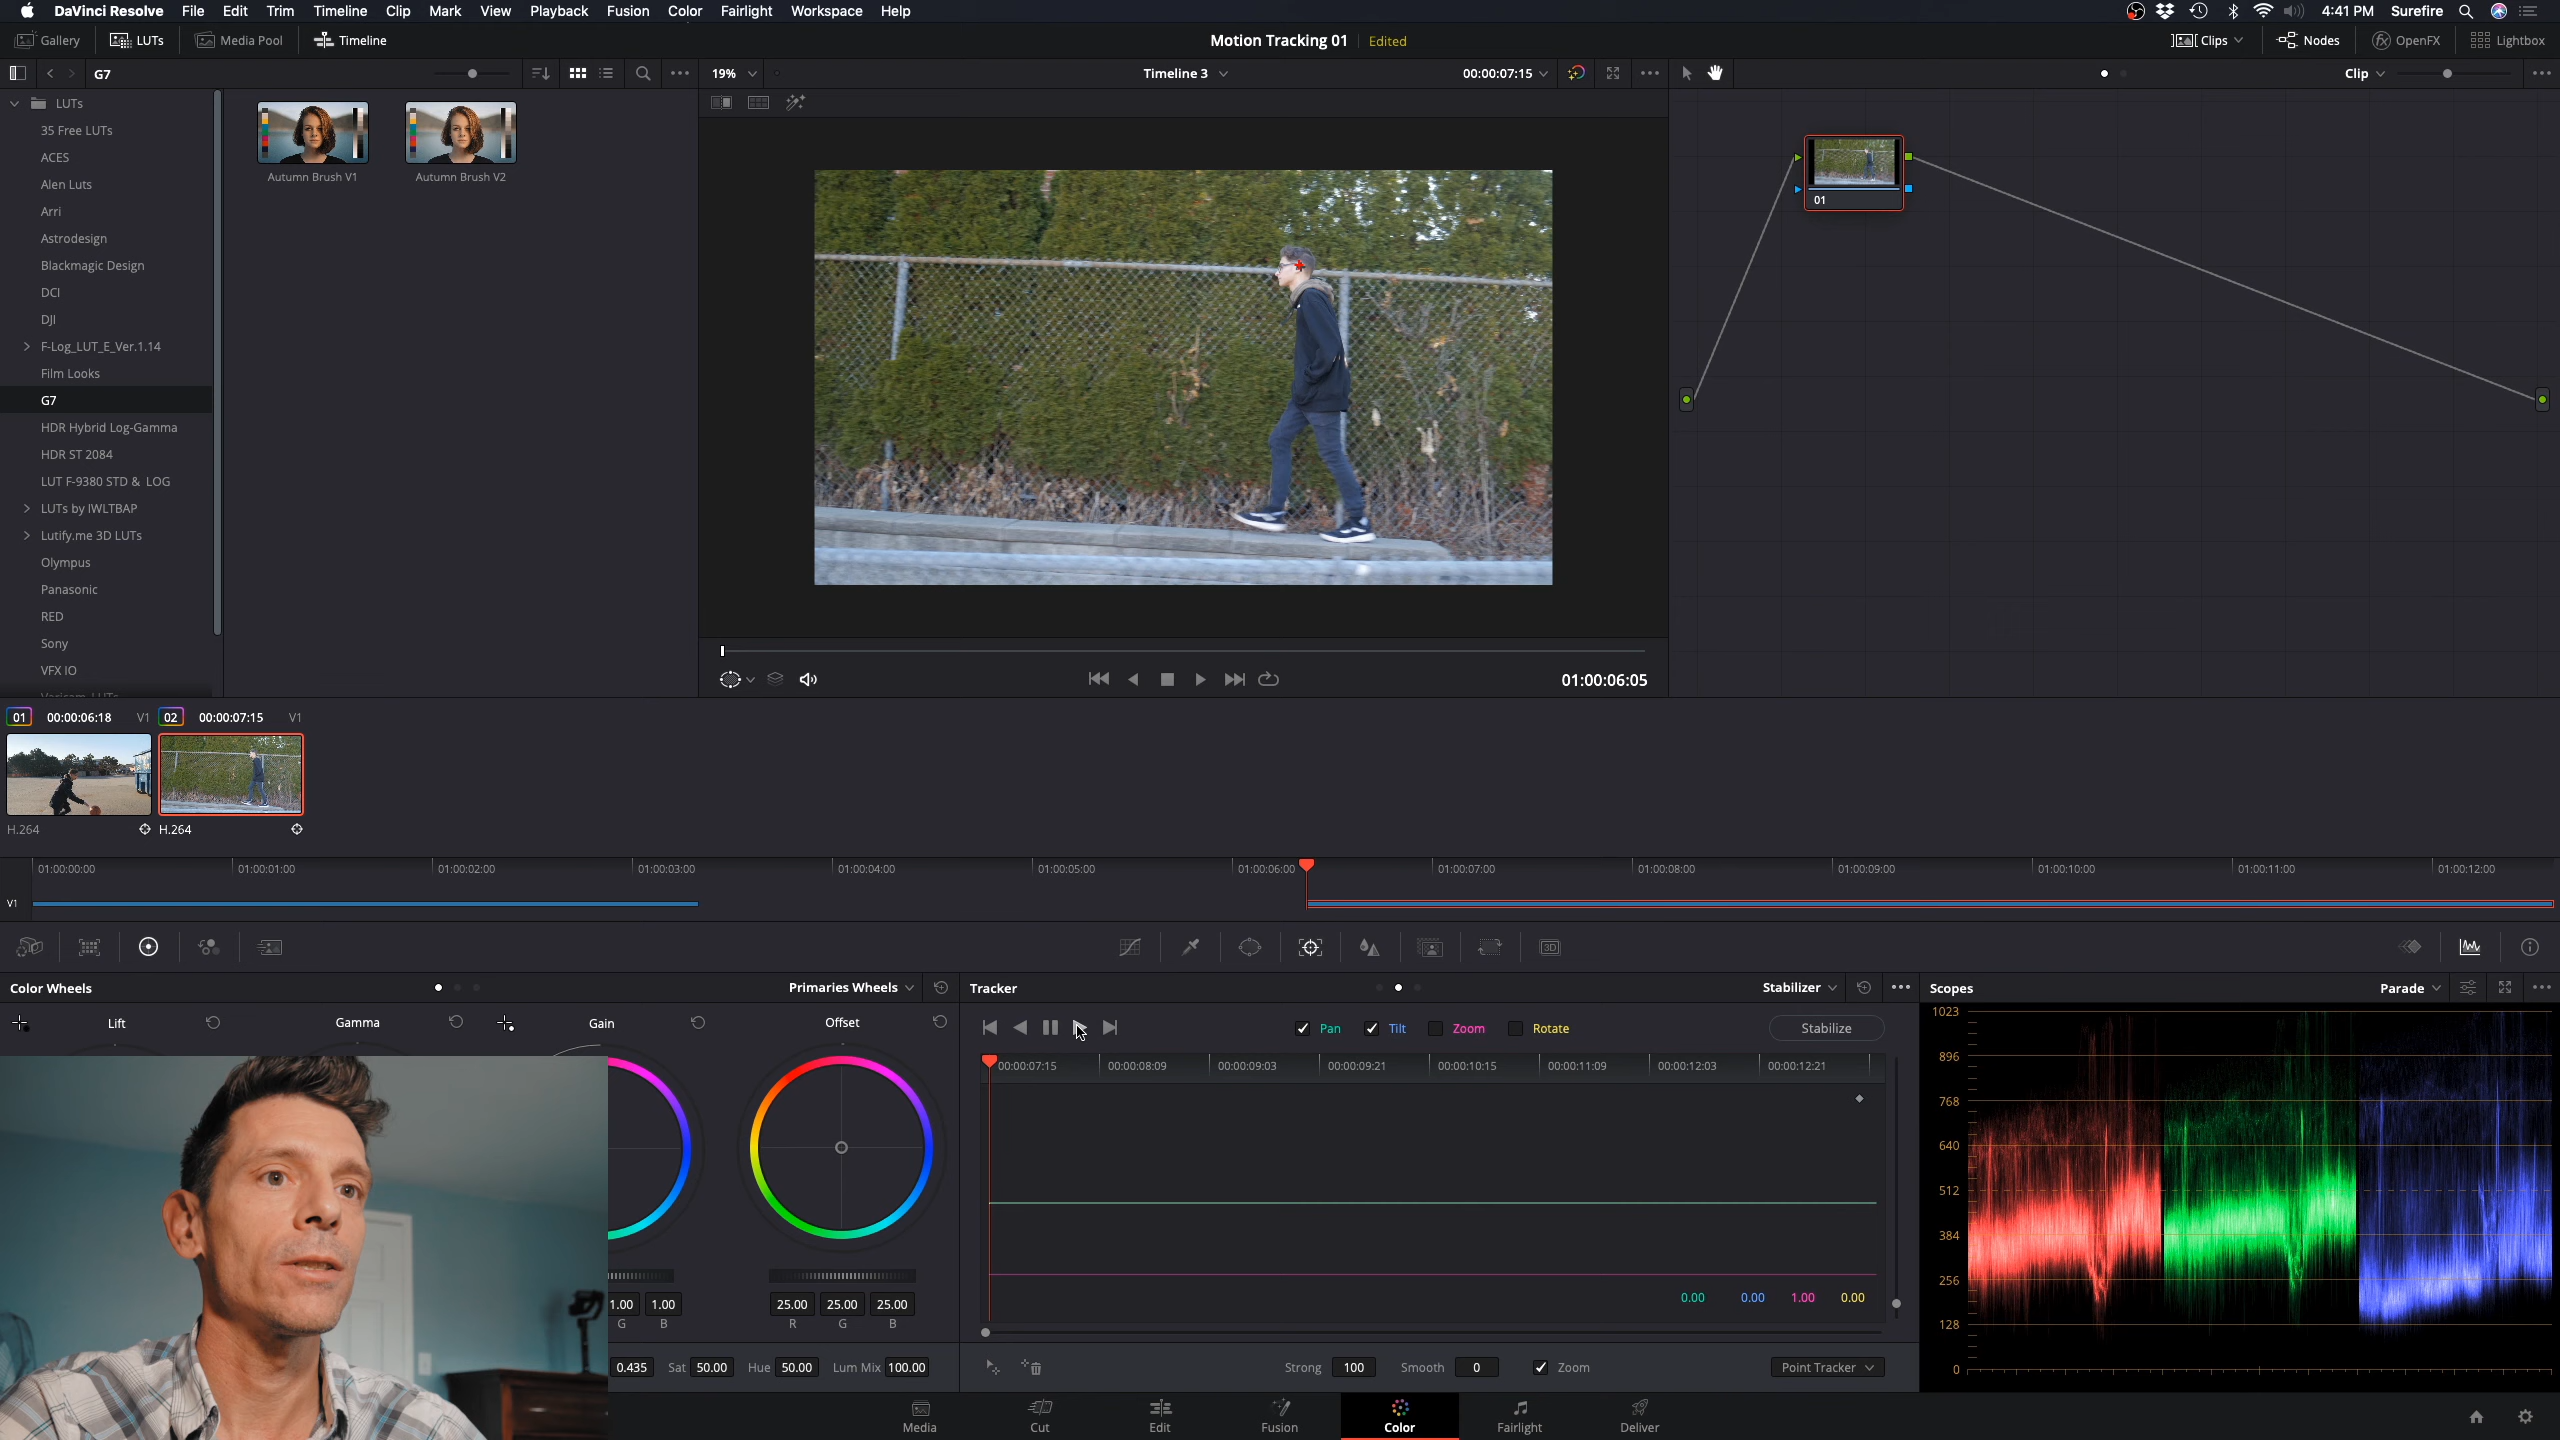 DaVinci Resolve File Edit Trim Timeline Clip Mark View Playback Fusion Color Fairlight Workspace Help 4:41 PM Surefire
Gallery LUTs Media Pool Timeline Motion Tracking 01 Edited Clips Nodes OpenFX Lightbox
G7 19% Timeline 3 00:00:07:15 Clip
LUTs
35 Free LUTs
ACES
Alen Luts
Arri
Astrodesign
Blackmagic Design
DCI
DJI
F-Log_LUT_E_Ver.1.14
Film Looks
G7
HDR Hybrid Log-Gamma
HDR ST 2084
LUT F-9380 STD & LOG
LUTs by IWLTBAP
Lutify.me 3D LUTs
Olympus
Panasonic
RED
Sony
VFX IO
Autumn Brush V1 Autumn Brush V2
01
01:00:06:05
01 00:00:06:18 V1 02 00:00:07:15 V1
H.264 H.264
01:00:00:00 01:00:01:00 01:00:02:00 01:00:03:00 01:00:04:00 01:00:05:00 01:00:06:00 01:00:07:00 01:00:08:00 01:00:09:00 01:00:10:00 01:00:11:00 01:00:12:00
V1
3D
Color Wheels Primaries Wheels Tracker Stabilizer Scopes Parade
Lift Gamma Gain Offset
Pan Tilt Zoom Rotate Stabilize
00:00:07:15 00:00:08:09 00:00:09:03 00:00:09:21 00:00:10:15 00:00:11:09 00:00:12:03 00:00:12:21
1023
896
768
640
512
384
256
128
0
1.00 1.00 25.00 25.00 25.00
G B R G B
0.00 0.00 1.00 0.00
0.435 Sat 50.00 Hue 50.00 Lum Mix 100.00
Strong 100 Smooth 0 Zoom Point Tracker
Media Cut Edit Fusion Color Fairlight Deliver